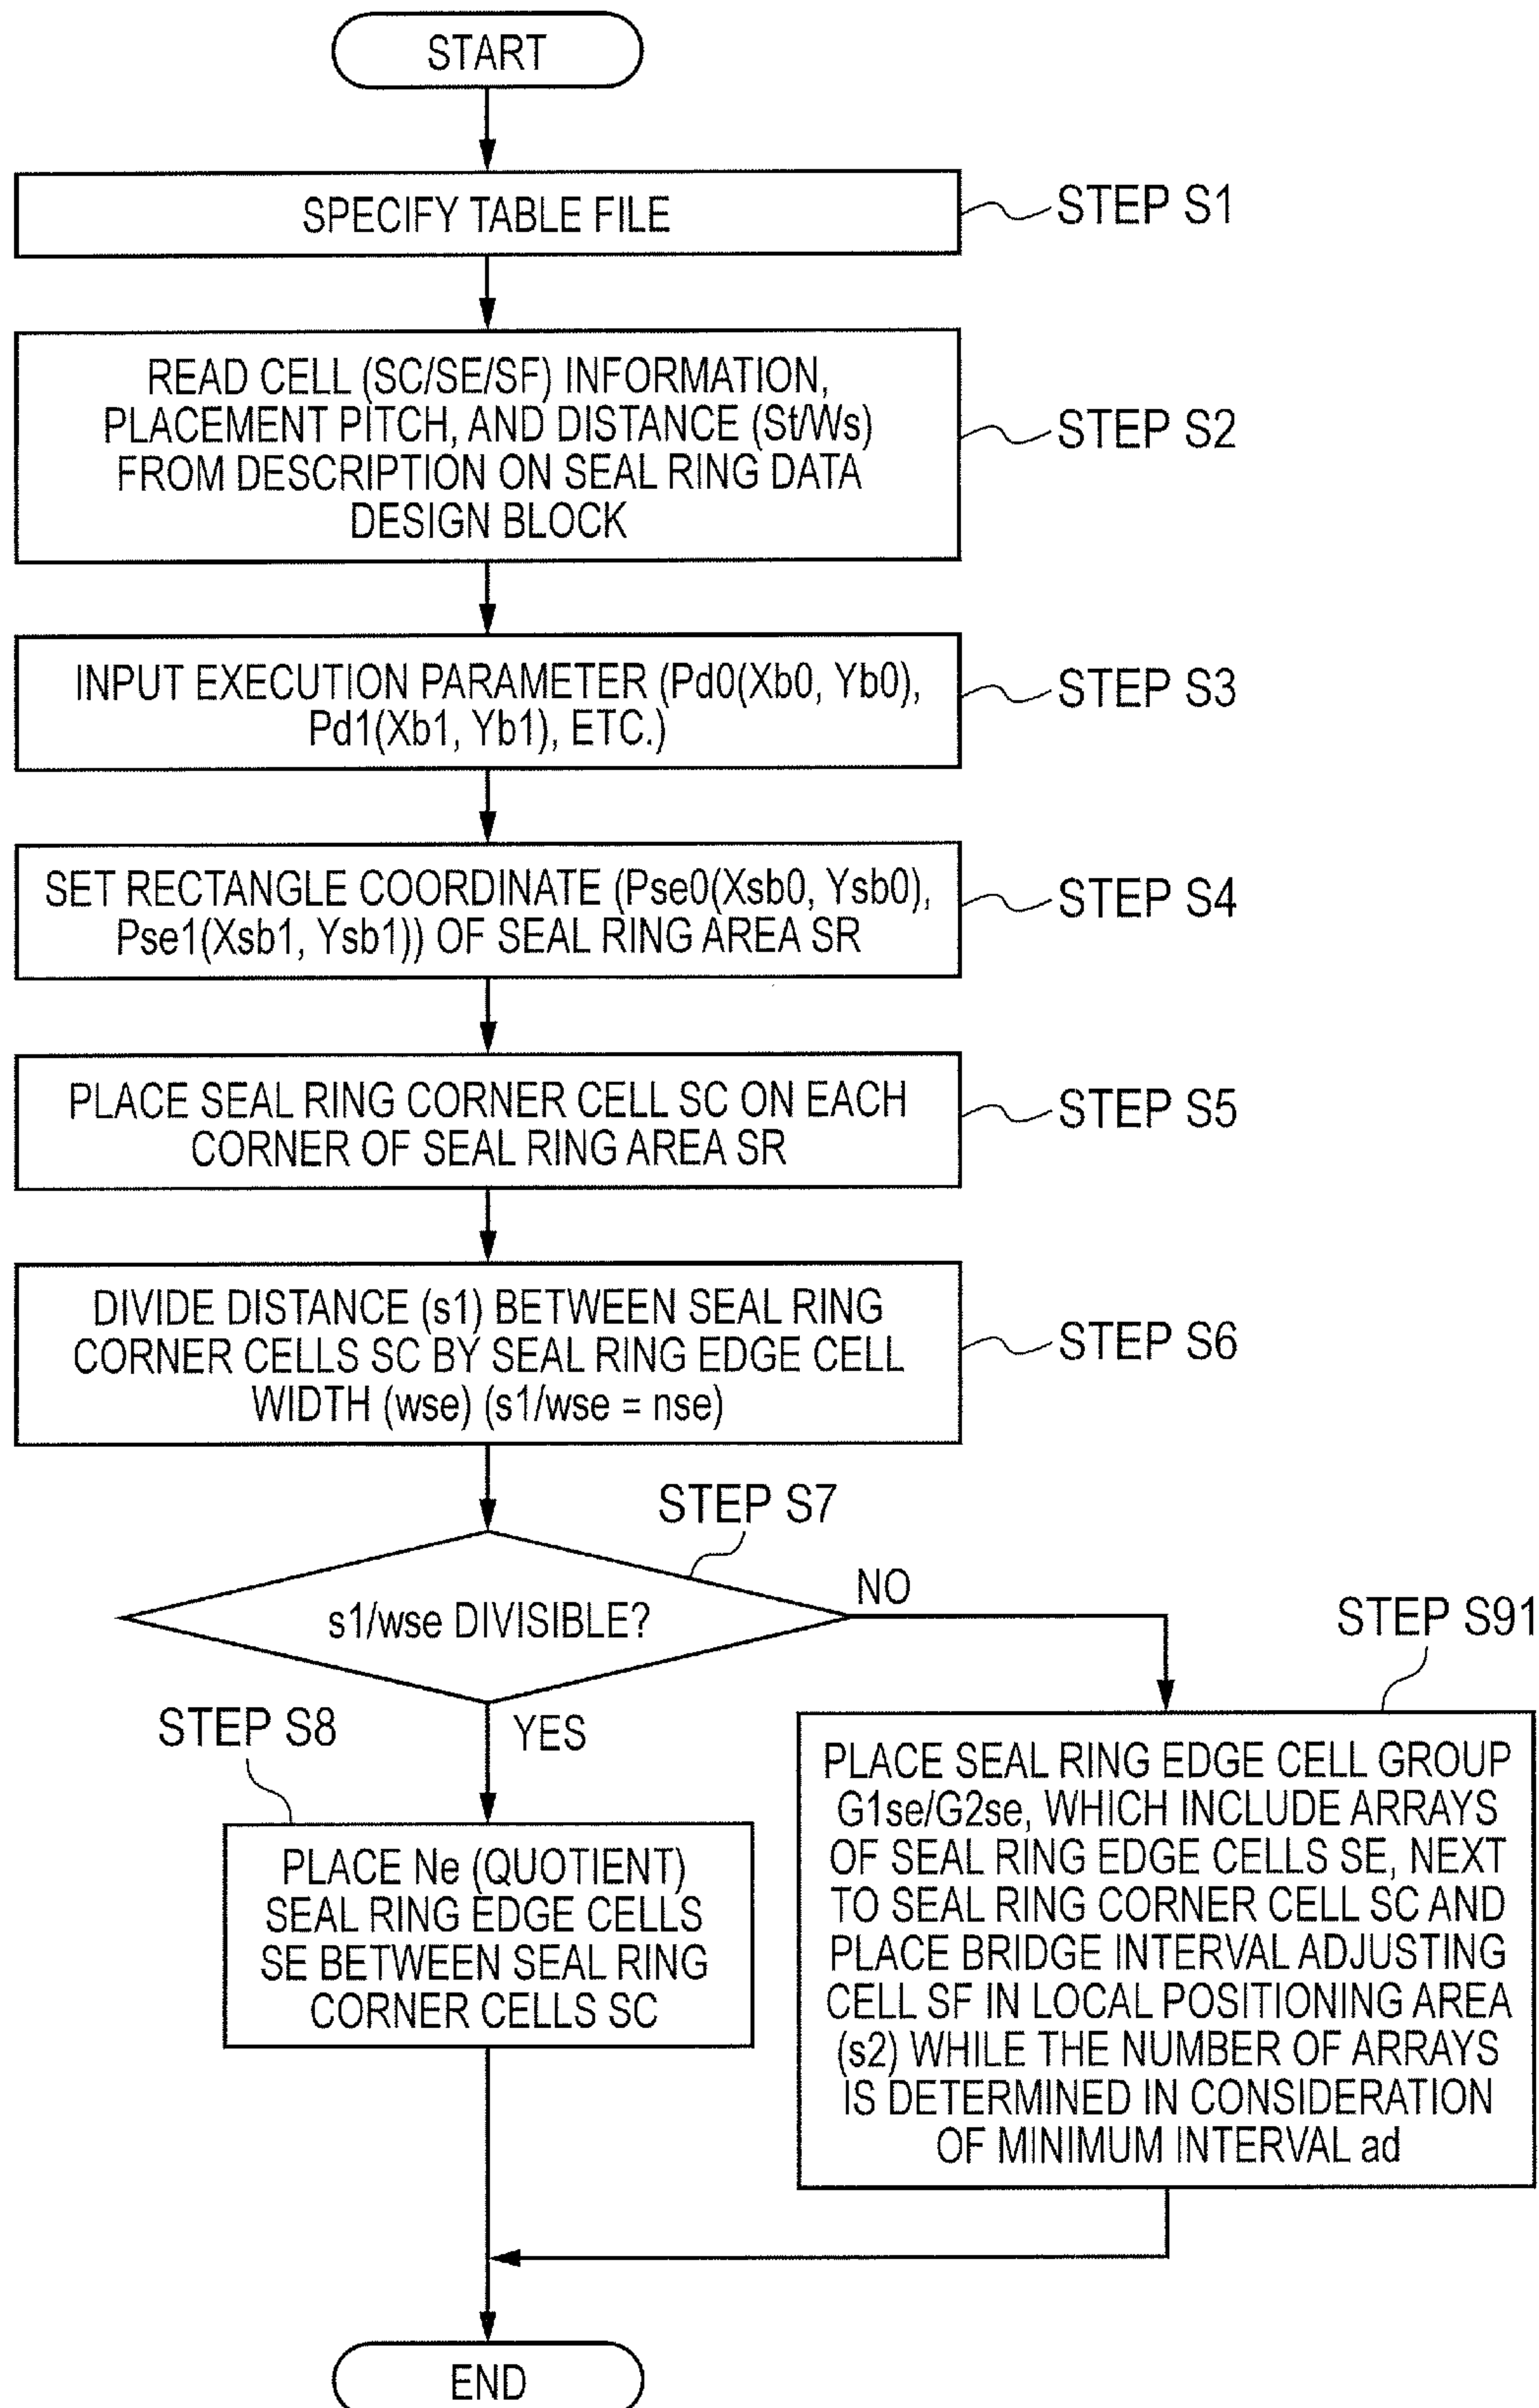 START
SPECIFY TABLE FILE
STEP S1
READ CELL (SC/SE/SF) INFORMATION,
PLACEMENT PITCH, AND DISTANCE (St/Ws)
FROM DESCRIPTION ON SEAL RING DATA
DESIGN BLOCK
STEP S2
INPUT EXECUTION PARAMETER (Pd0(Xb0, Yb0),
Pd1(Xb1, Yb1), ETC.)
STEP S3
SET RECTANGLE COORDINATE (Pse0(Xsb0, Ysb0),
Pse1(Xsb1, Ysb1)) OF SEAL RING AREA SR
STEP S4
PLACE SEAL RING CORNER CELL SC ON EACH
CORNER OF SEAL RING AREA SR
STEP S5
DIVIDE DISTANCE (s1) BETWEEN SEAL RING
CORNER CELLS SC BY SEAL RING EDGE CELL
WIDTH (wse) (s1/wse = nse)
STEP S6
STEP S7
s1/wse DIVISIBLE?
NO
YES
STEP S8
PLACE Ne (QUOTIENT)
SEAL RING EDGE CELLS
SE BETWEEN SEAL RING
CORNER CELLS SC
STEP S91
PLACE SEAL RING EDGE CELL GROUP
G1se/G2se, WHICH INCLUDE ARRAYS
OF SEAL RING EDGE CELLS SE, NEXT
TO SEAL RING CORNER CELL SC AND
PLACE BRIDGE INTERVAL ADJUSTING
CELL SF IN LOCAL POSITIONING AREA
(s2) WHILE THE NUMBER OF ARRAYS
IS DETERMINED IN CONSIDERATION
OF MINIMUM INTERVAL ad
END